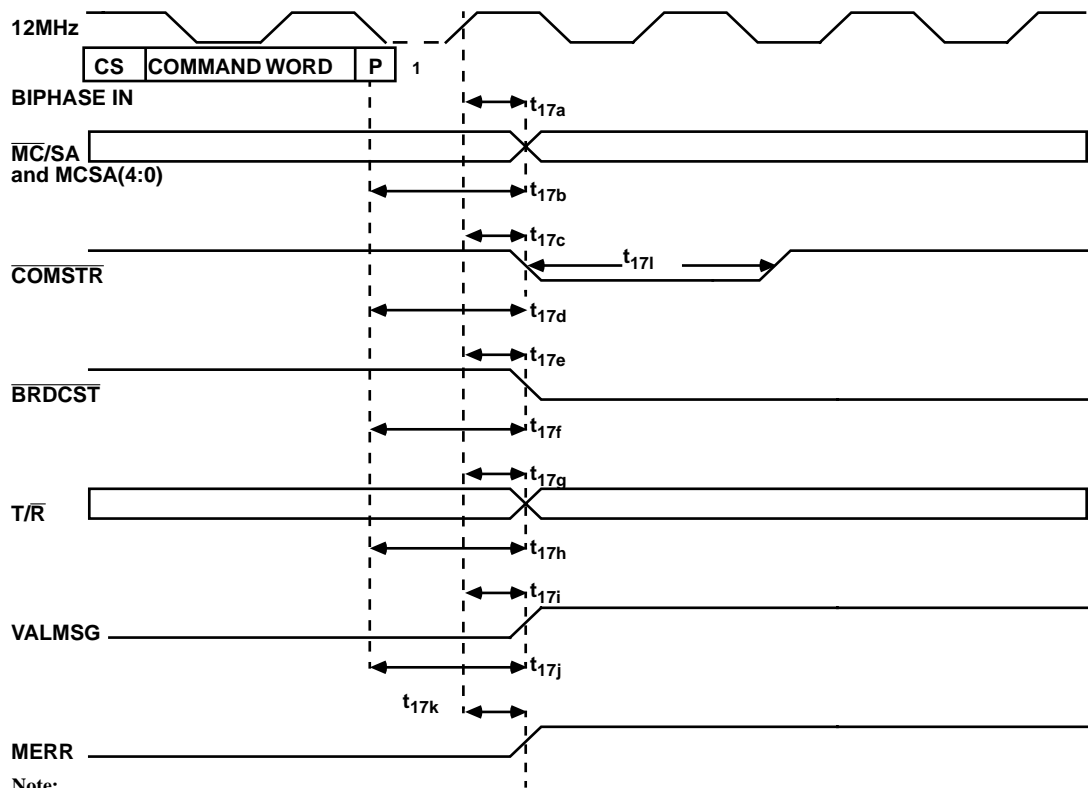 12MHz
CS COMMAND WORD P 1
BIPHASE IN
t17a
MC/SA
and MCSA(4:0)
t17b
t17c
COMSTR
t17l
t17d
t17e
BRDCST
t17f
t17g
T/R
t17h
t17i
VALMSG
t17j
t17k
MERR
Note: